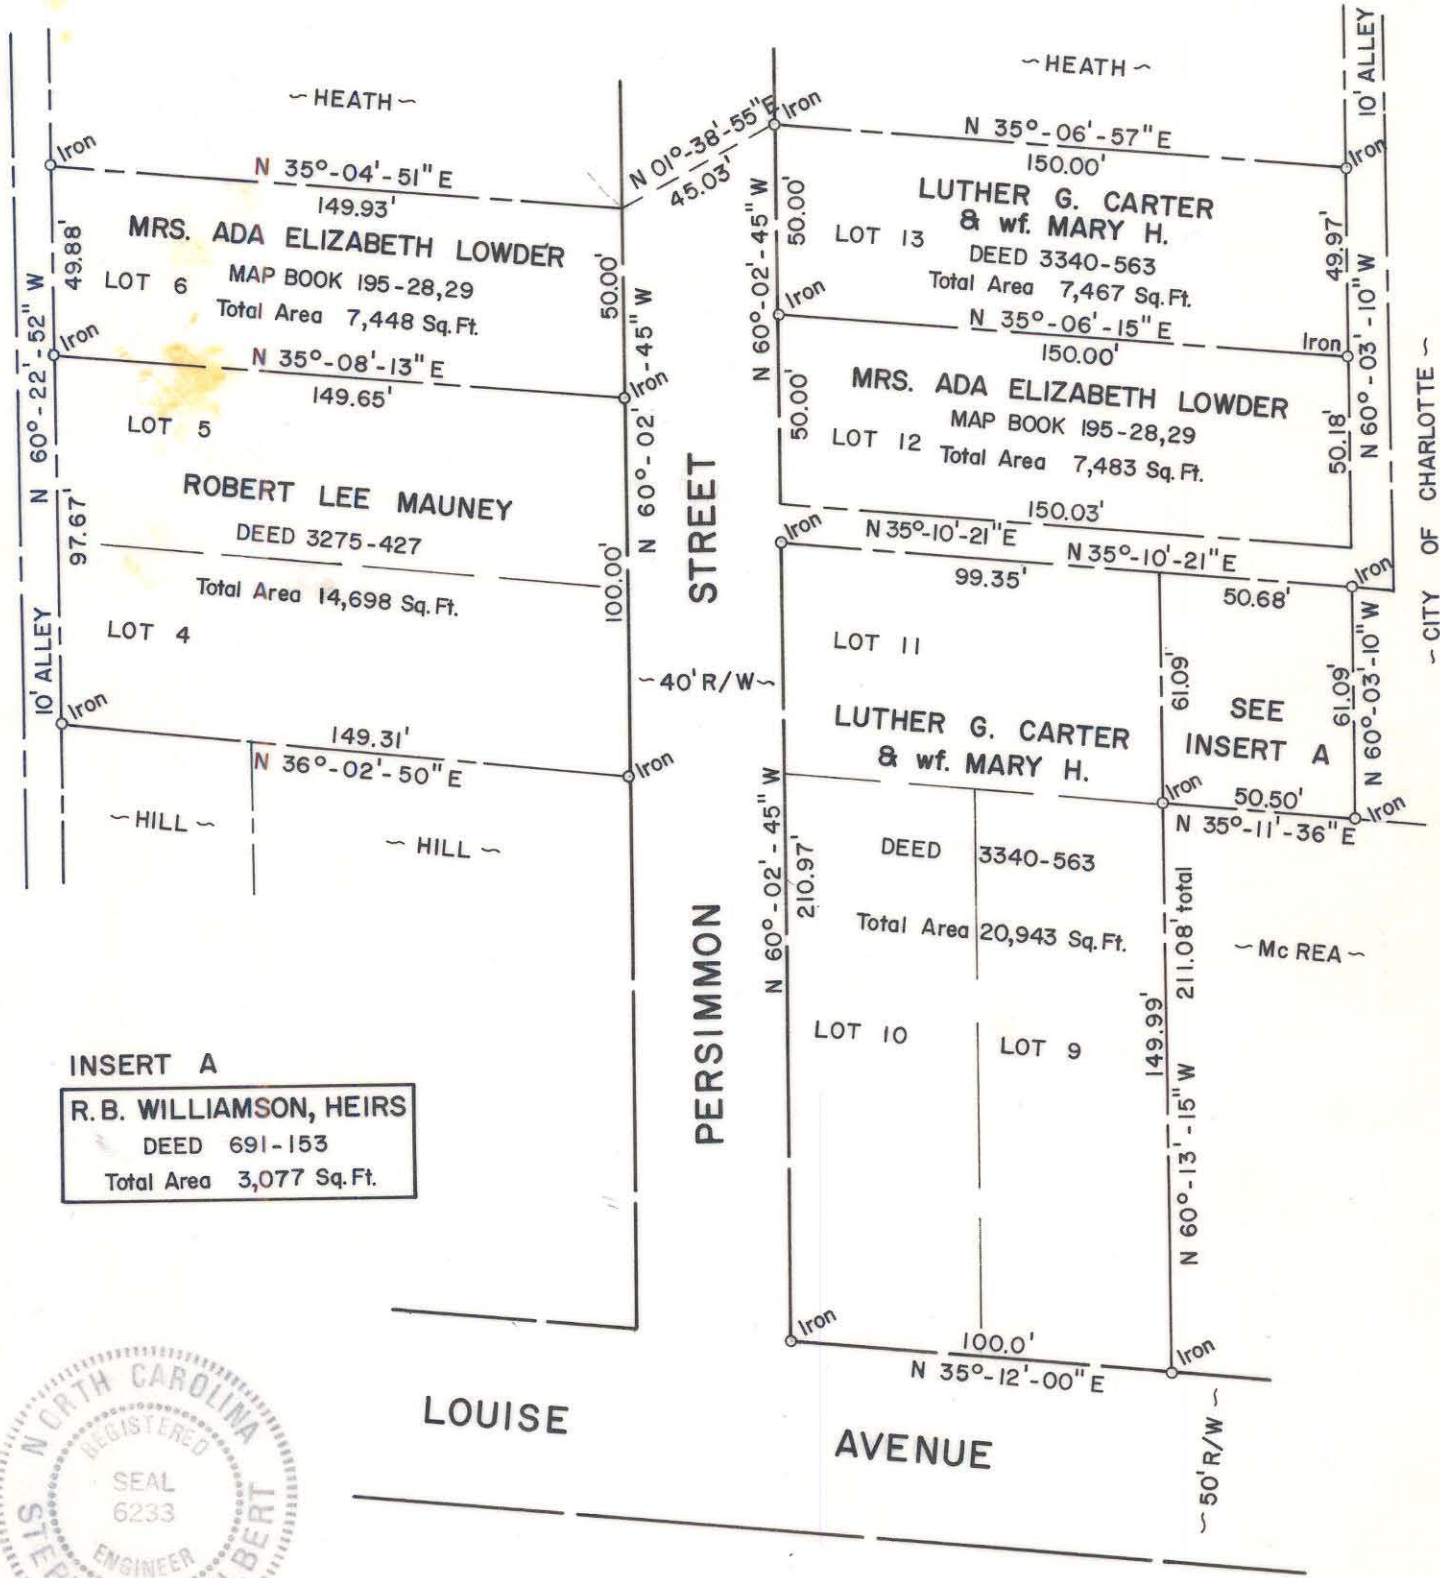 10' ALLEY
~HEATH~
~HEATH~
Iron
N 01°-38'-55"E
45.03'
Iron
N 35°-04'-51" E
149.93'
N 35°-06'-57" E
150.00'
Iron
MRS. ADA ELIZABETH LOWDER
LOT 6
MAP BOOK 195-28,29
Total Area 7,448 Sq.Ft.
49.88'
50.00'
LUTHER G. CARTER
& wf. MARY H.
LOT 13
DEED 3340-563
Total Area 7,467 Sq.Ft.
50.00'
N 60°-02'-45" W
49.97'
Iron
N 35°-08'-13" E
149.65'
Iron
Iron
N 35°-06'-15" E
150.00'
Iron
N 60°-22'-52" W
N 60°-02'-45" W
N 60°-03'-10" W
~CITY OF CHARLOTTE~
LOT 5
ROBERT LEE MAUNEY
DEED 3275-427
Total Area 14,698 Sq.Ft.
LOT 4
97.67'
100.00'
10' ALLEY
MRS. ADA ELIZABETH LOWDER
MAP BOOK 195-28,29
LOT 12
Total Area 7,483 Sq.Ft.
50.00'
50.18'
150.03'
N 35°-10'-21" E
Iron
N 35°-10'-21" E
99.35'
50.68'
Iron
PERSIMMON STREET
~40' R/W~
Iron
149.31'
N 36°-02'-50" E
Iron
~HILL~
~HILL~
LOT 11
LUTHER G. CARTER
& wf. MARY H.
61.09'
SEE
INSERT A
61.09'
N 60°-03'-10" W
Iron
50.50'
N 35°-11'-36" E
Iron
DEED 3340-563
Total Area 20,943 Sq.Ft.
N 60°-02'-45" W
210.97'
211.08' total
149.99'
N 60°-13'-15" W
~Mc REA~
LOT 10
LOT 9
INSERT A
R.B. WILLIAMSON, HEIRS
DEED 691-153
Total Area 3,077 Sq.Ft.
Iron
100.0'
N 35°-12'-00" E
Iron
LOUISE AVENUE
~50' R/W~
NORTH CAROLINA
REGISTERED
SEAL
6233
ENGINEER